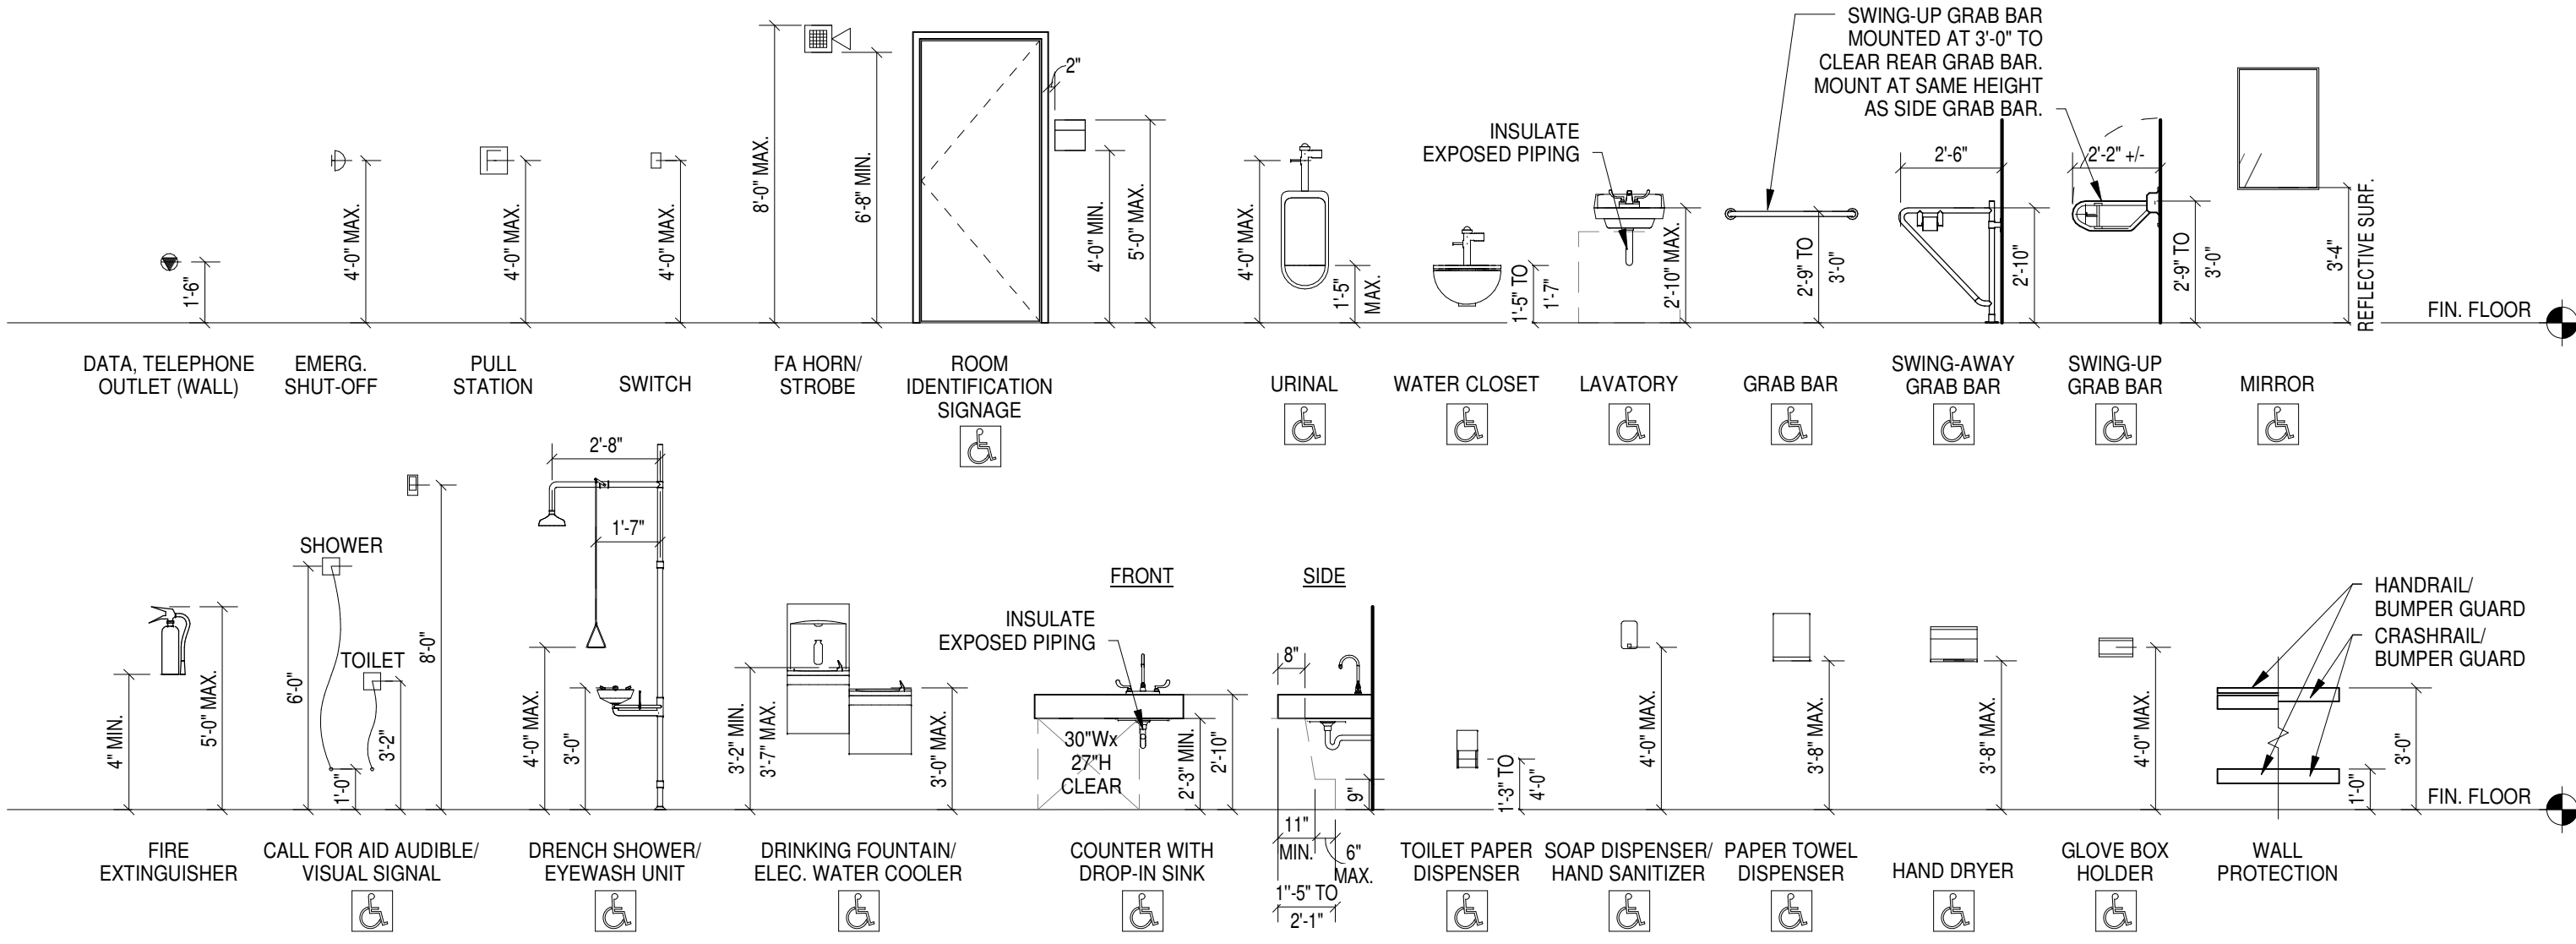 SWING-UP GRAB BAR
MOUNTED AT 3'-0" TO
CLEAR REAR GRAB BAR.
MOUNT AT SAME HEIGHT
AS SIDE GRAB BAR.
INSULATE
EXPOSED PIPING
1'-6"
4'-0" MAX.
4'-0" MAX.
4'-0" MAX.
8'-0" MAX.
6'-8" MIN.
2"
4'-0" MIN.
5'-0" MAX.
4'-0" MAX.
1'-5"
MAX.
1'-5" TO
1'-7"
2'-10" MAX.
2'-9" TO
3'-0"
2'-6"
2'-10"
2'-2" +/-
2'-9" TO
3'-0"
3'-4"
REFLECTIVE SURF.
FIN. FLOOR
DATA, TELEPHONE
OUTLET (WALL)
EMERG.
SHUT-OFF
PULL
STATION
SWITCH
FA HORN/
STROBE
ROOM
IDENTIFICATION
SIGNAGE
URINAL
WATER CLOSET
LAVATORY
GRAB BAR
SWING-AWAY
GRAB BAR
SWING-UP
GRAB BAR
MIRROR
4" MIN.
5'-0" MAX.
SHOWER
6'-0"
TOILET
1'-0"
3'-2"
8'-0"
2'-8"
1'-7"
4'-0" MAX.
3'-0"
3'-2" MIN.
3'-7" MAX.
3'-0" MAX.
FRONT
INSULATE
EXPOSED PIPING
30"Wx
27"H
CLEAR
2'-3" MIN.
2'-10"
SIDE
8"
9"
11"
MIN.
6"
MAX.
1"-5" TO
2'-1"
1'-3" TO
4'-0"
4'-0" MAX.
3'-8" MAX.
3'-8" MAX.
4'-0" MAX.
HANDRAIL/
BUMPER GUARD
CRASHRAIL/
BUMPER GUARD
1'-0"
3'-0"
FIN. FLOOR
FIRE
EXTINGUISHER
CALL FOR AID AUDIBLE/
VISUAL SIGNAL
DRENCH SHOWER/
EYEWASH UNIT
DRINKING FOUNTAIN/
ELEC. WATER COOLER
COUNTER WITH
DROP-IN SINK
TOILET PAPER
DISPENSER
SOAP DISPENSER/
HAND SANITIZER
PAPER TOWEL
DISPENSER
HAND DRYER
GLOVE BOX
HOLDER
WALL
PROTECTION